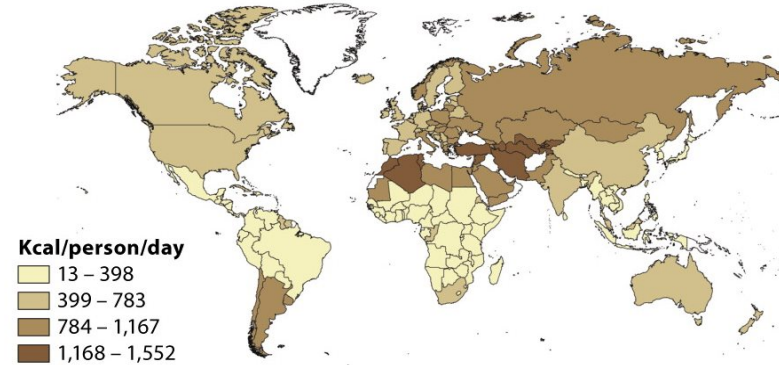 Kcal/person/day
13 – 398
399 – 783
784 – 1,167
1,168 – 1,552